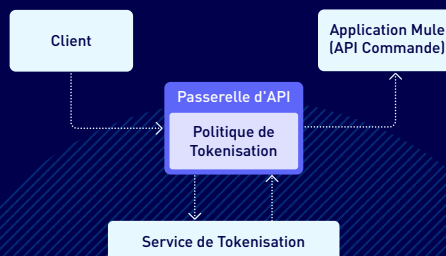 Client
Application Mule
(API Commande)
Passerelle d'API
Politique de
Tokenisation
Service de Tokenisation